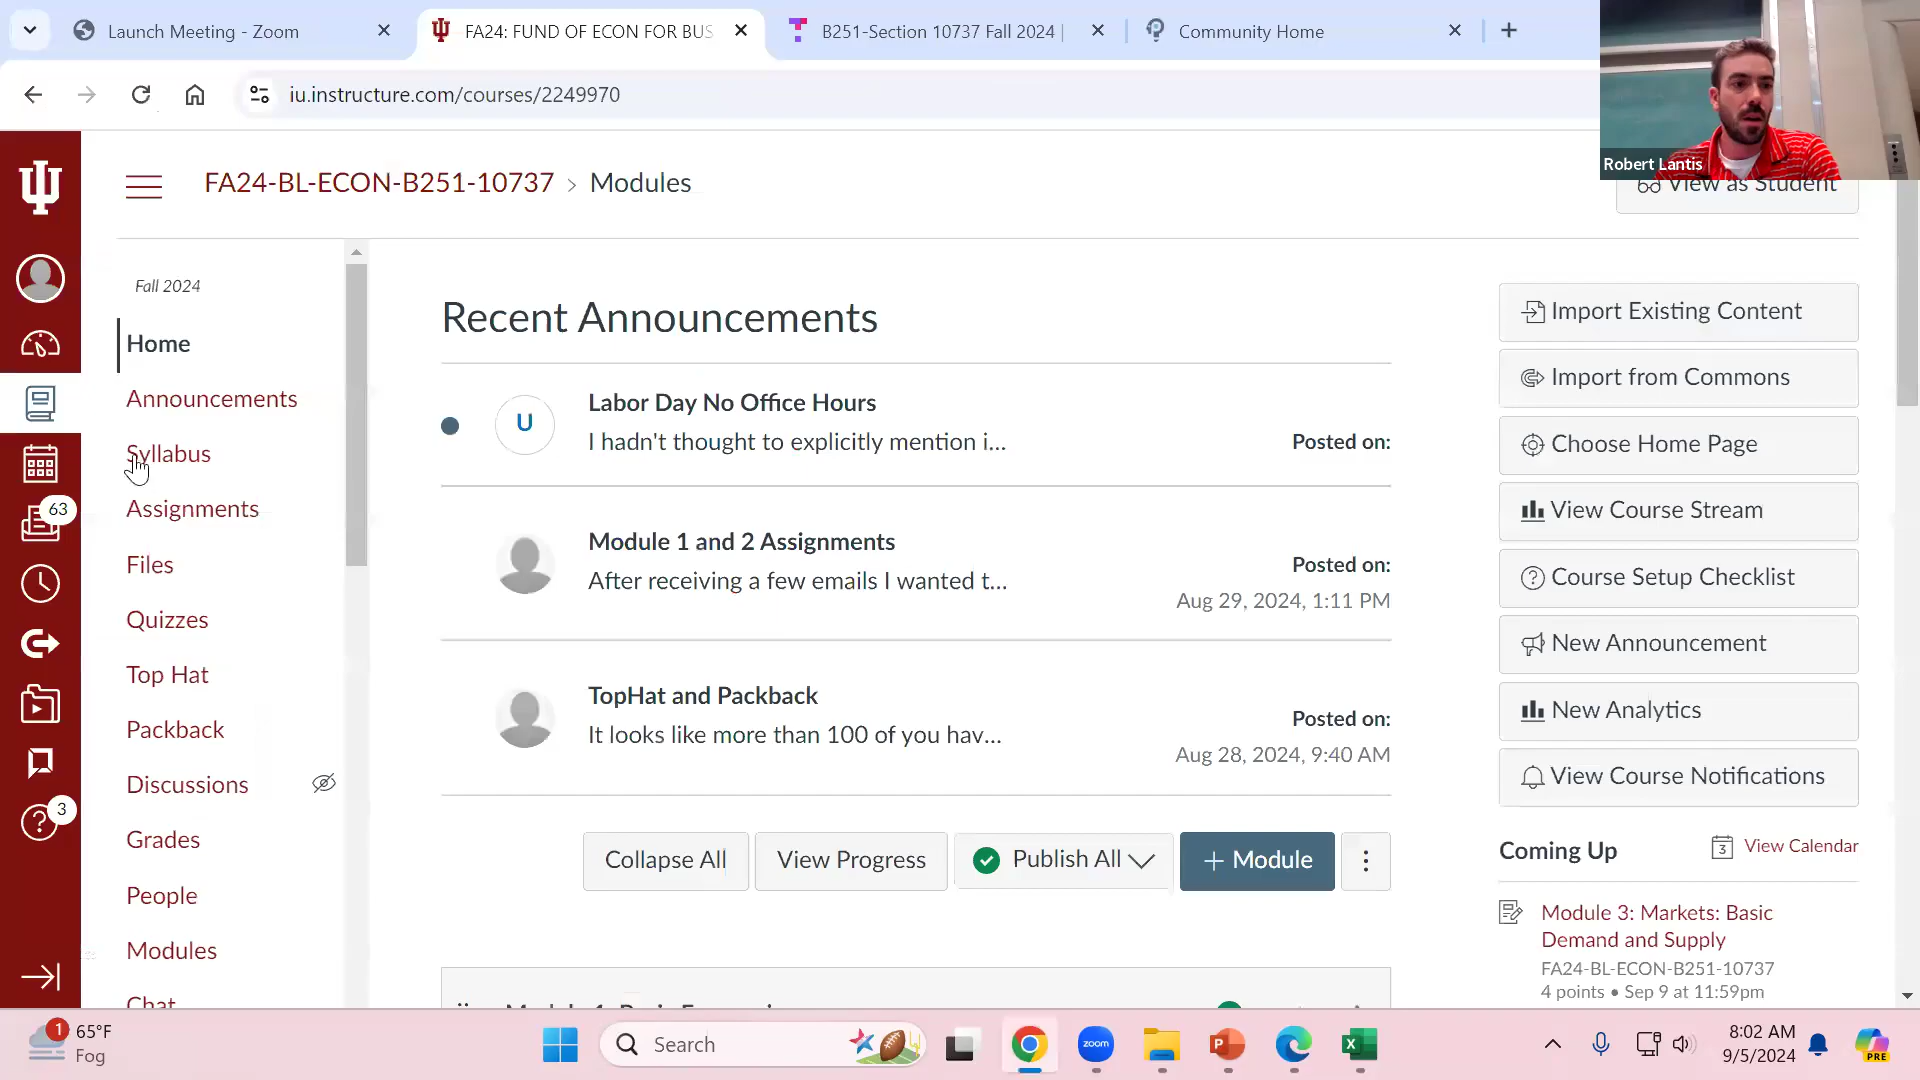 Launch Meeting - Zoom
FA24: FUND OF ECON FOR BUS
B251-Section 10737 Fall 2024 |
Community Home
iu.instructure.com/courses/2249970
Robert Lantis
FA24-BL-ECON-B251-10737 > Modules
View as Student
Fall 2024
Home
Announcements
Syllabus
Assignments
Files
Quizzes
Top Hat
Packback
Discussions
Grades
People
Modules
Chat
63
3
Recent Announcements
U
Labor Day No Office Hours
I hadn't thought to explicitly mention i...
Posted on:
Module 1 and 2 Assignments
After receiving a few emails I wanted t...
Posted on:
Aug 29, 2024, 1:11 PM
TopHat and Packback
It looks like more than 100 of you hav...
Posted on:
Aug 28, 2024, 9:40 AM
Collapse All
View Progress
Publish All
+ Module
Import Existing Content
Import from Commons
Choose Home Page
View Course Stream
Course Setup Checklist
New Announcement
New Analytics
View Course Notifications
Coming Up
3
View Calendar
Module 3: Markets: Basic
Demand and Supply
FA24-BL-ECON-B251-10737
4 points • Sep 9 at 11:59pm
1
65°F
Fog
Search
zoom
P
X
8:02 AM
9/5/2024
PRE